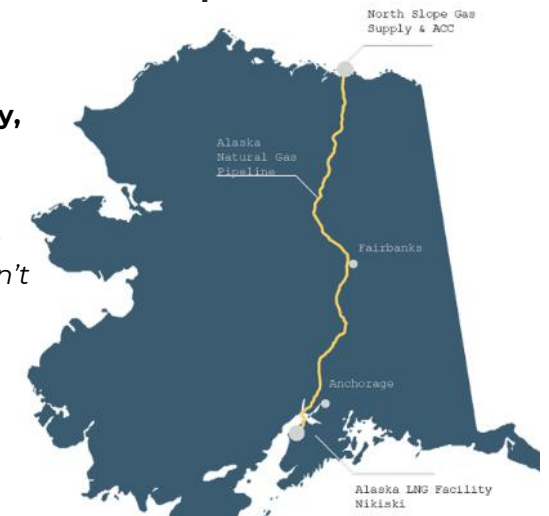 North Slope Gas
Supply & ACC
y,
Alaska
Natural Gas
Pipeline
Fairbanks
n't
Anchorage
Alaska LNG Facility
Nikiski